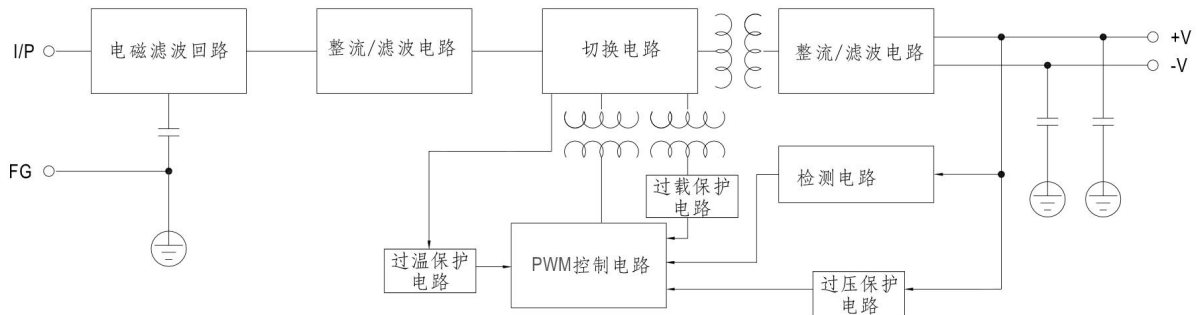 I/P
电磁滤波回路
整流/滤波电路
切换电路
整流/滤波电路
+V
-V
FG
过载保护
电路
检测电路
过温保护
电路
PWM控制电路
过压保护
电路